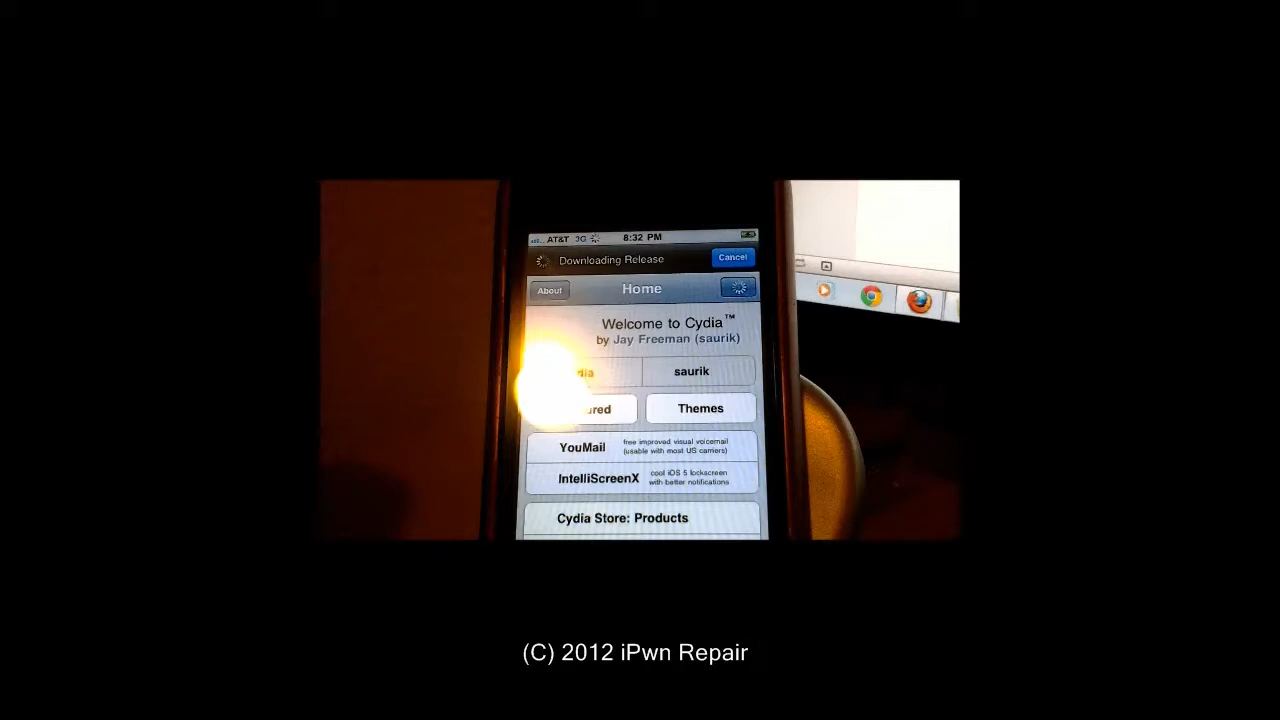 AT&T 3G 8:32 PM
Downloading Release Cancel
About Home
Welcome to Cydia™
by Jay Freeman (saurik)
saurik
Themes
YouMail free improved visual voicemail
(usable with most US carriers)
IntelliScreenX cool iOS 5 lockscreen
with better notifications
Cydia Store: Products
(C) 2012 iPwn Repair